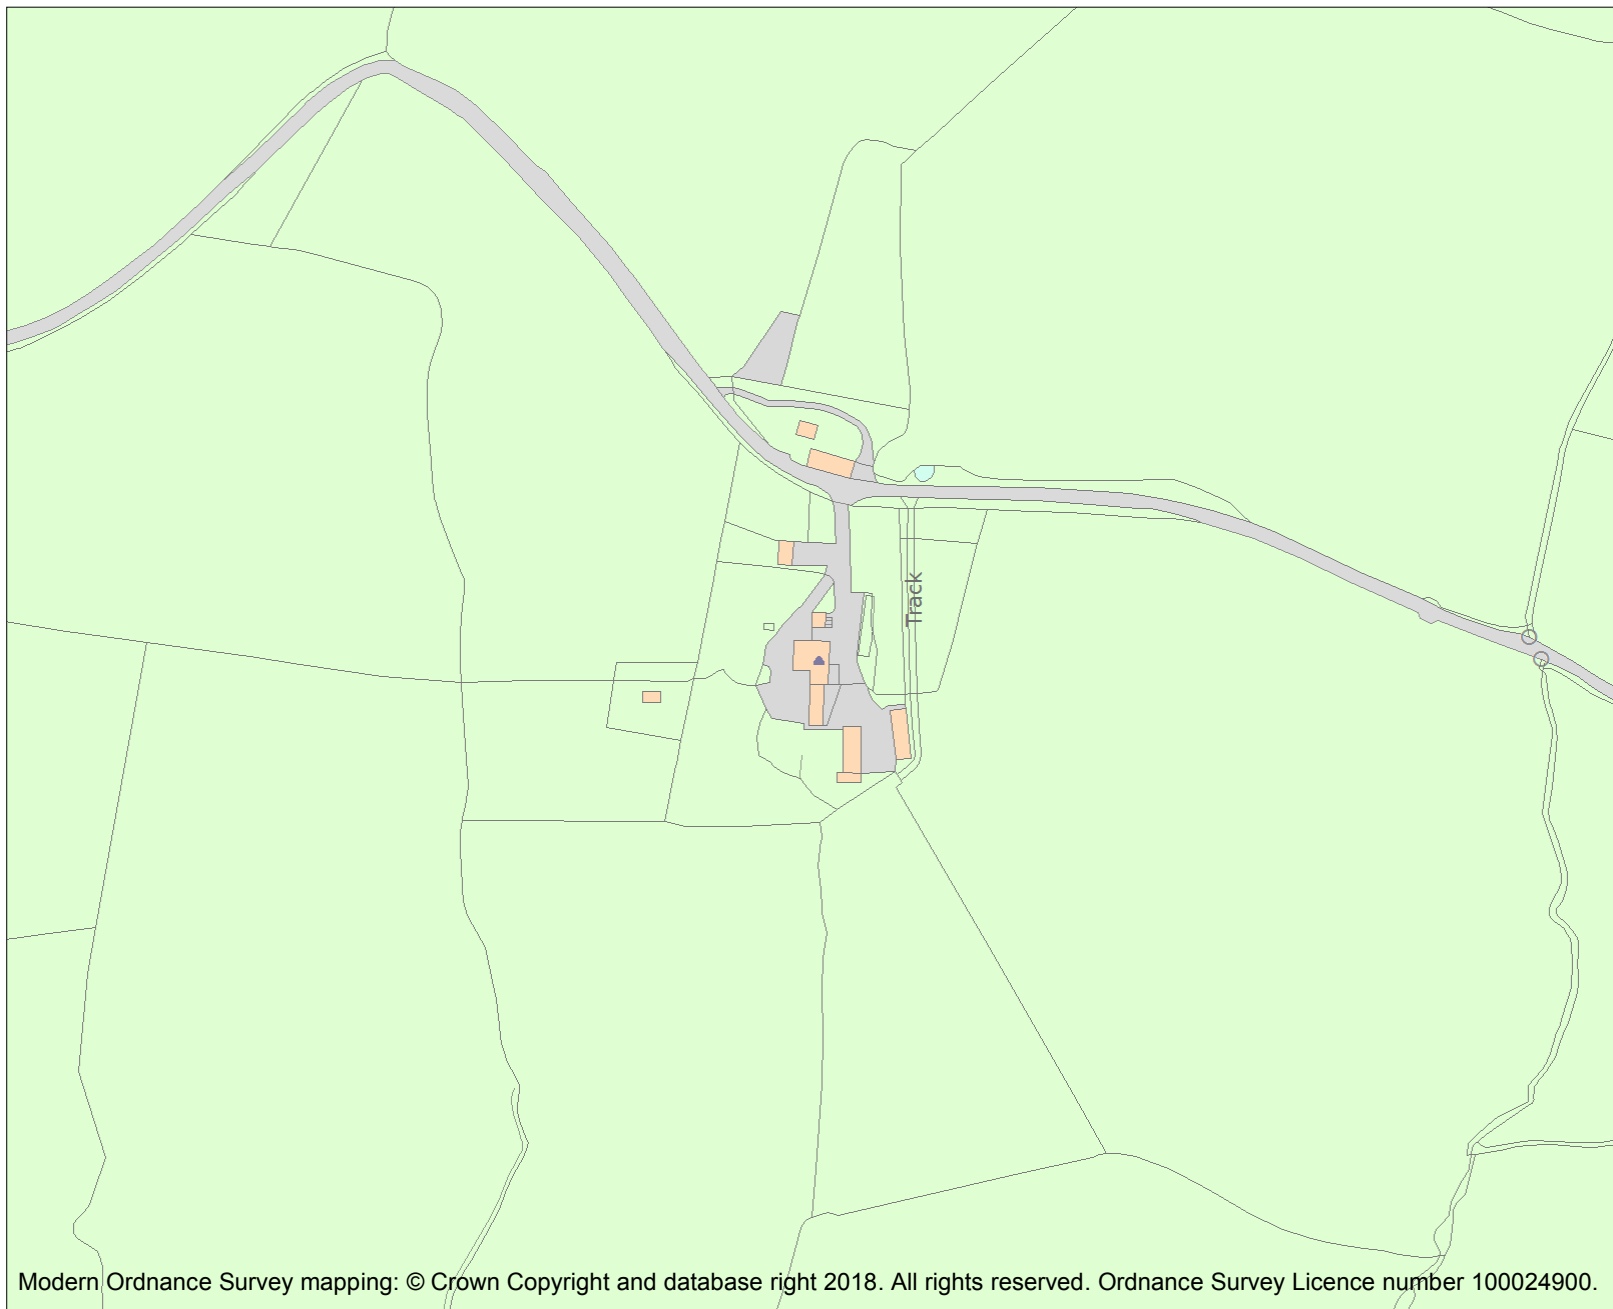 Track
Modern Ordnance Survey mapping: © Crown Copyright and database right 2018. All rights reserved. Ordnance Survey Licence number 100024900.